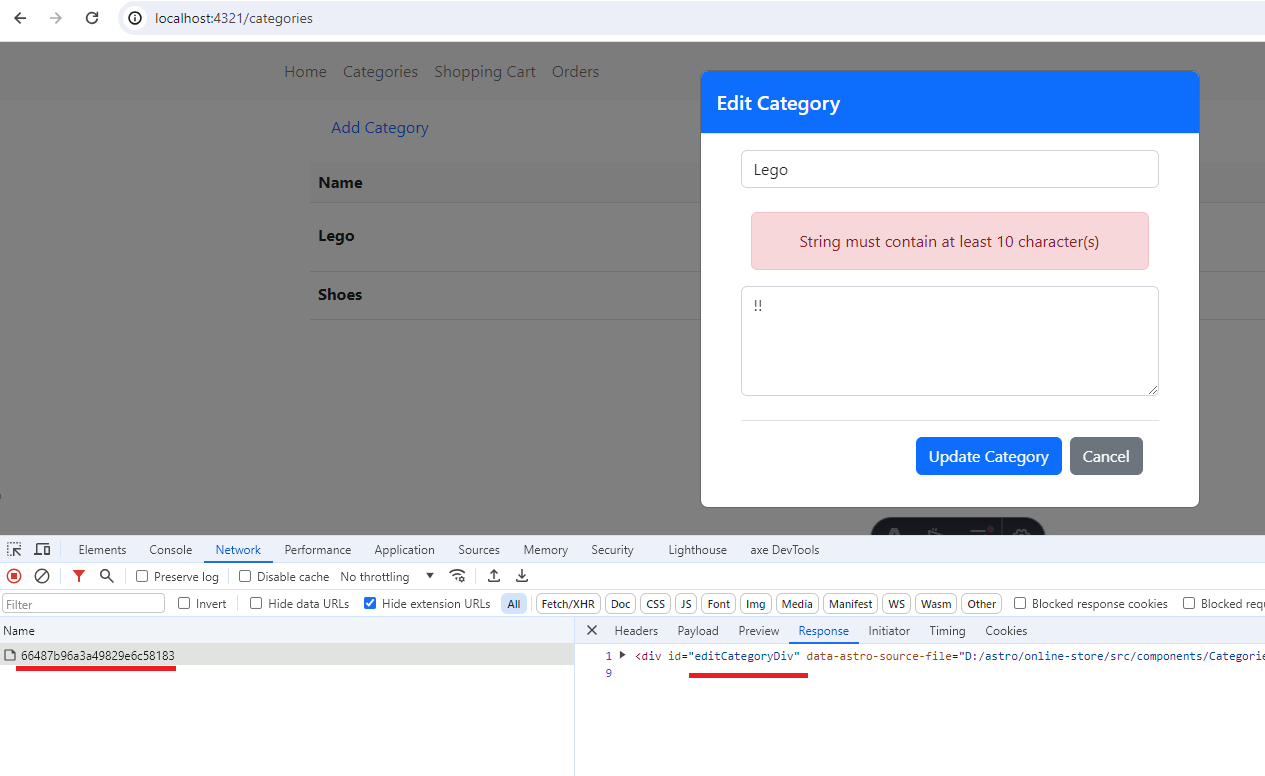 localhost:4321/categories
Home Categories Shopping Cart Orders
Add Category
Name
Lego
Shoes
Edit Category
Lego
String must contain at least 10 character(s)
!!
Update Category Cancel
Elements Console Network Performance Application Sources Memory Security Lighthouse axe DevTools
Preserve log Disable cache No throttling
Filter Invert Hide data URLs Hide extension URLs All Fetch/XHR Doc CSS JS Font Img Media Manifest WS Wasm Other Blocked response cookies Blocked requ
Name
66487b96a3a49829e6c58183
Headers Payload Preview Response Initiator Timing Cookies
1 <div id="editCategoryDiv" data-astro-source-file="D:/astro/online-store/src/components/Categorie
9